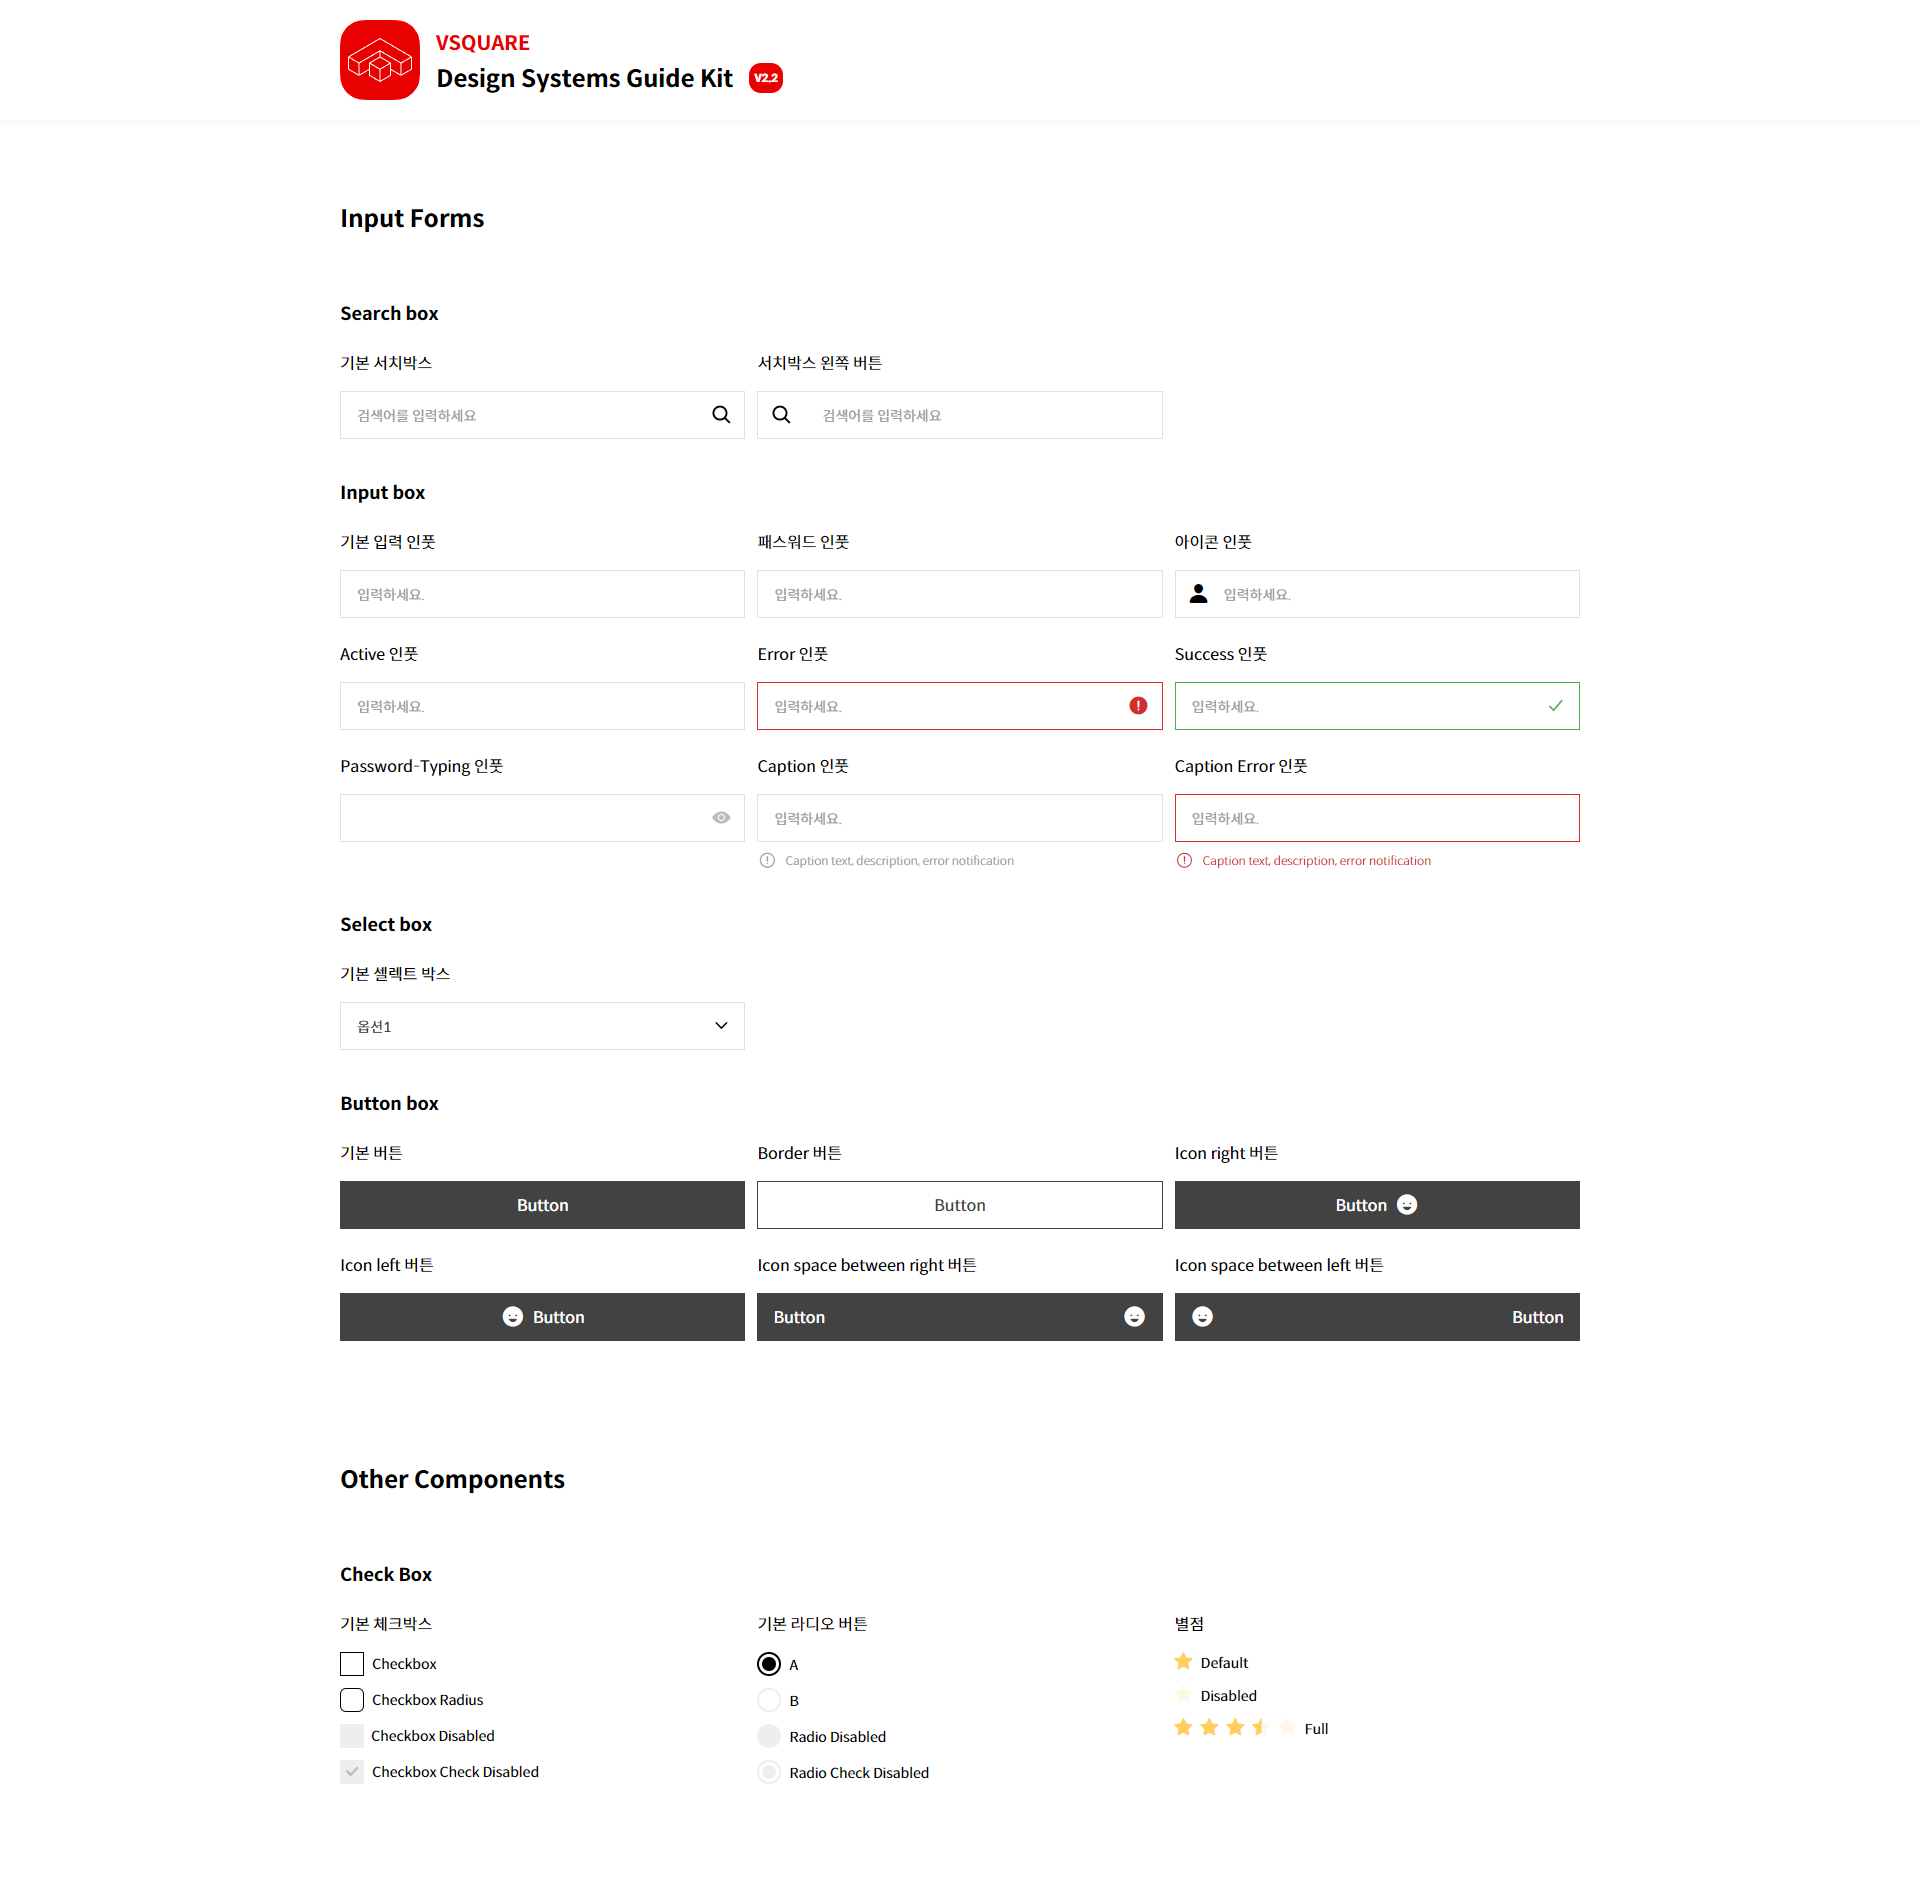 VSQUARE
Design Systems Guide Kit V2.2
Input Forms
Search box
기본 서치박스
서치박스 왼쪽 버튼
검색어를 입력하세요
검색어를 입력하세요
Input box
기본 입력 인풋
패스워드 인풋
아이콘 인풋
입력하세요.
입력하세요.
입력하세요.
Active 인풋
Error 인풋
Success 인풋
입력하세요.
입력하세요.
입력하세요.
Password-Typing 인풋
Caption 인풋
Caption Error 인풋
입력하세요.
입력하세요.
Caption text, description, error notification
Caption text, description, error notification
Select box
기본 셀렉트 박스
옵션1
Button box
기본 버튼
Border 버튼
Icon right 버튼
Button
Button
Button
Icon left 버튼
Icon space between right 버튼
Icon space between left 버튼
Button
Button
Button
Other Components
Check Box
기본 체크박스
기본 라디오 버튼
별점
Checkbox
A
Default
Checkbox Radius
B
Disabled
Checkbox Disabled
Radio Disabled
Full
Checkbox Check Disabled
Radio Check Disabled